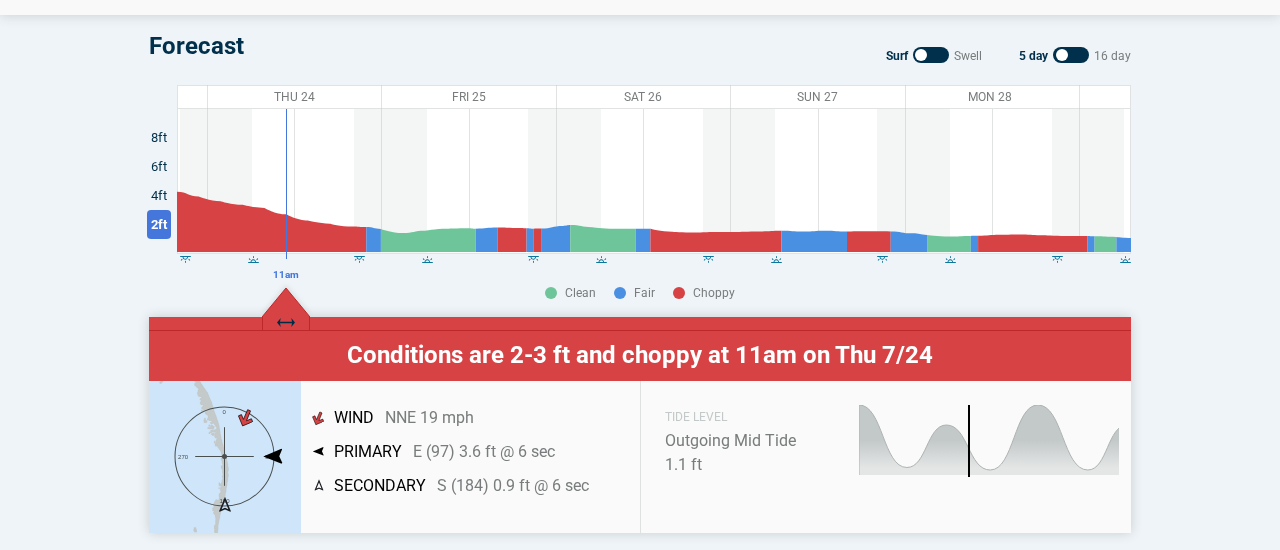 Forecast
Surf Swell 5 day 16 day
THU 24 FRI 25 SAT 26 SUN 27 MON 28
8ft
6ft
4ft
2ft
11am
Clean Fair Choppy
Conditions are 2-3 ft and choppy at 11am on Thu 7/24
0
270
WIND NNE 19 mph
PRIMARY E (97) 3.6 ft @ 6 sec
SECONDARY S (184) 0.9 ft @ 6 sec
TIDE LEVEL
Outgoing Mid Tide
1.1 ft